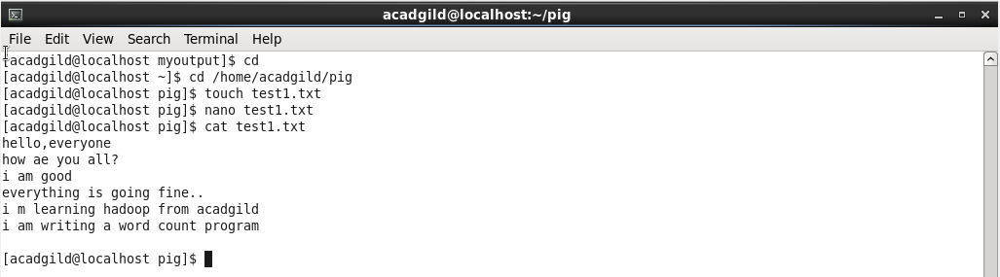 acadgild@localhost:~/pig
File Edit View Search Terminal Help
[acadgild@localhost myoutput]$ cd
[acadgild@localhost ~]$ cd /home/acadgild/pig
[acadgild@localhost pig]$ touch test1.txt
[acadgild@localhost pig]$ nano test1.txt
[acadgild@localhost pig]$ cat test1.txt
hello,everyone
how ae you all?
i am good
everything is going fine..
i m learning hadoop from acadgild
i am writing a word count program
[acadgild@localhost pig]$